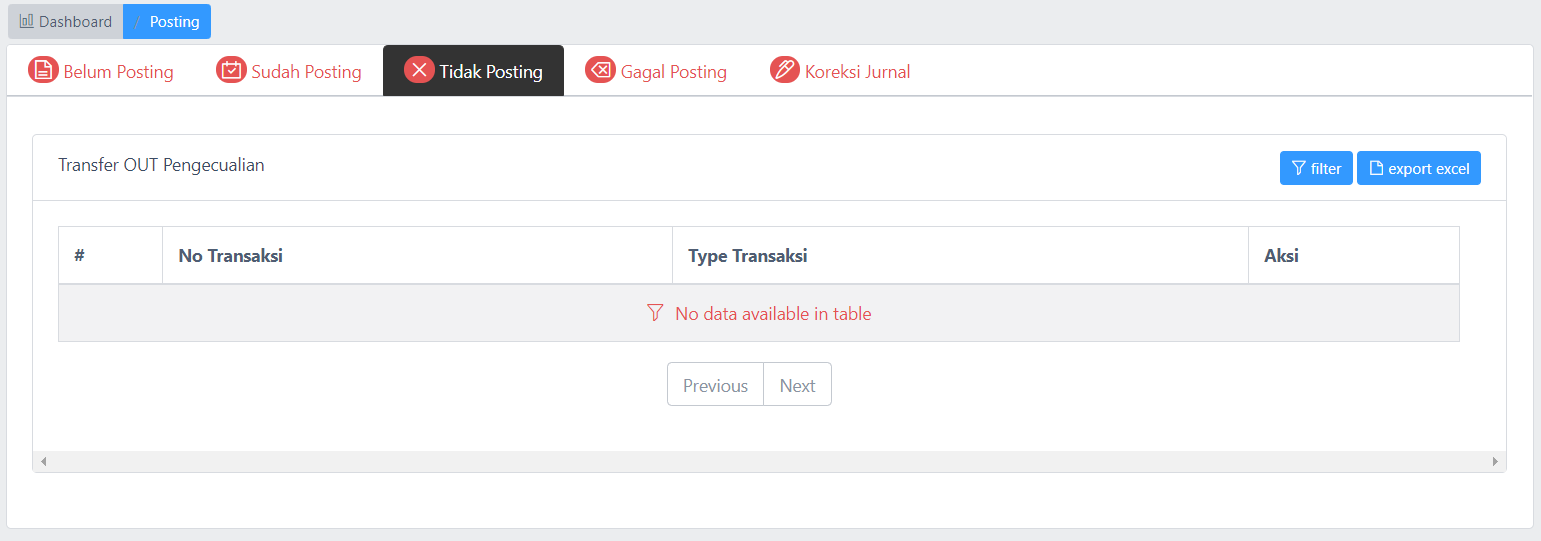 Dashboard / Posting
Belum Posting Sudah Posting Tidak Posting Gagal Posting Koreksi Jurnal
Transfer OUT Pengecualian filter export excel
# No Transaksi Type Transaksi Aksi
No data available in table
Previous Next